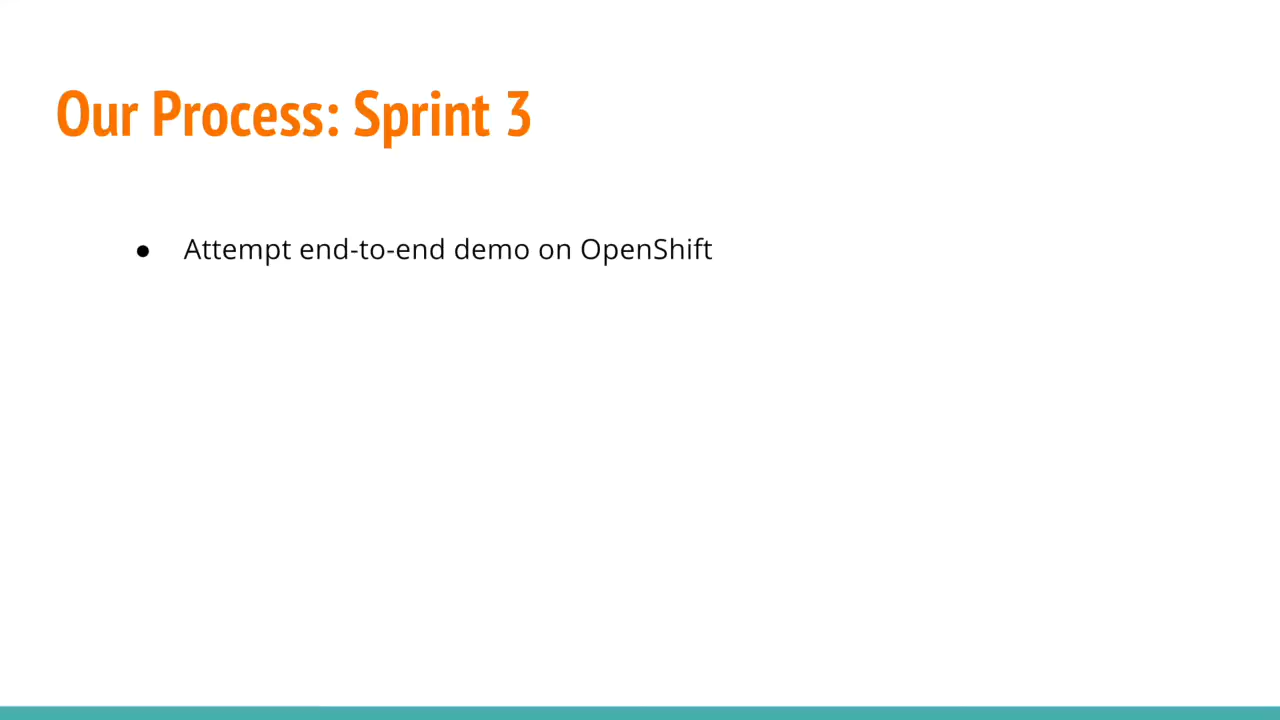 Our Process: Sprint 3
● Attempt end-to-end demo on OpenShift